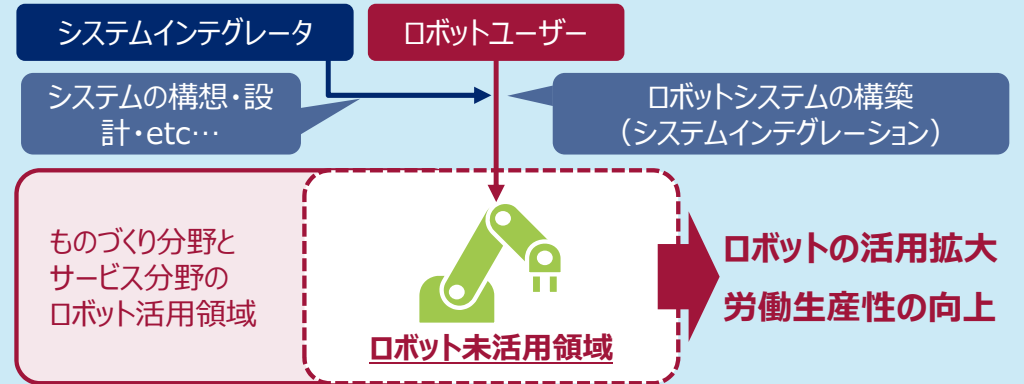 システムインテグレータ
ロボットユーザー
システムの構想・設
計・etc…
ロボットシステムの構築
（システムインテグレーション）
ものづくり分野と
サービス分野の
ロボット活用領域
ロボット未活用領域
ロボットの活用拡大
労働生産性の向上